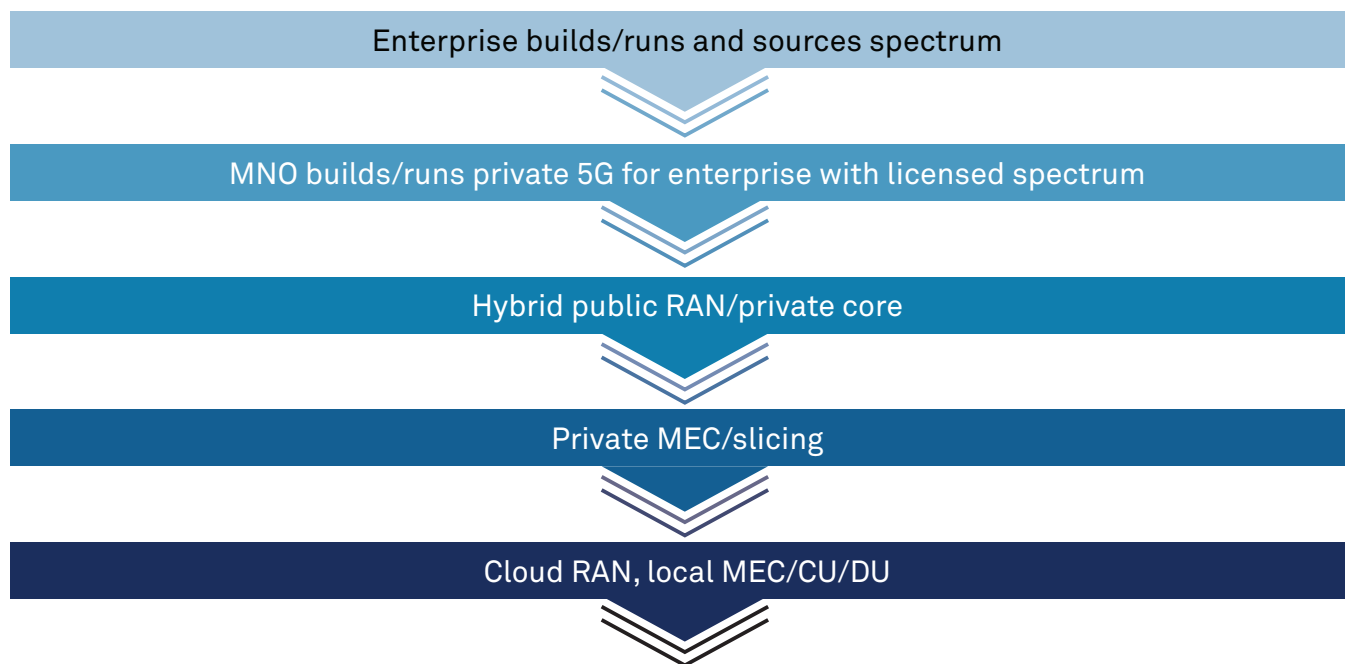 Enterprise builds/runs and sources spectrum
MNO builds/runs private 5G for enterprise with licensed spectrum
Hybrid public RAN/private core
Private MEC/slicing
Cloud RAN, local MEC/CU/DU